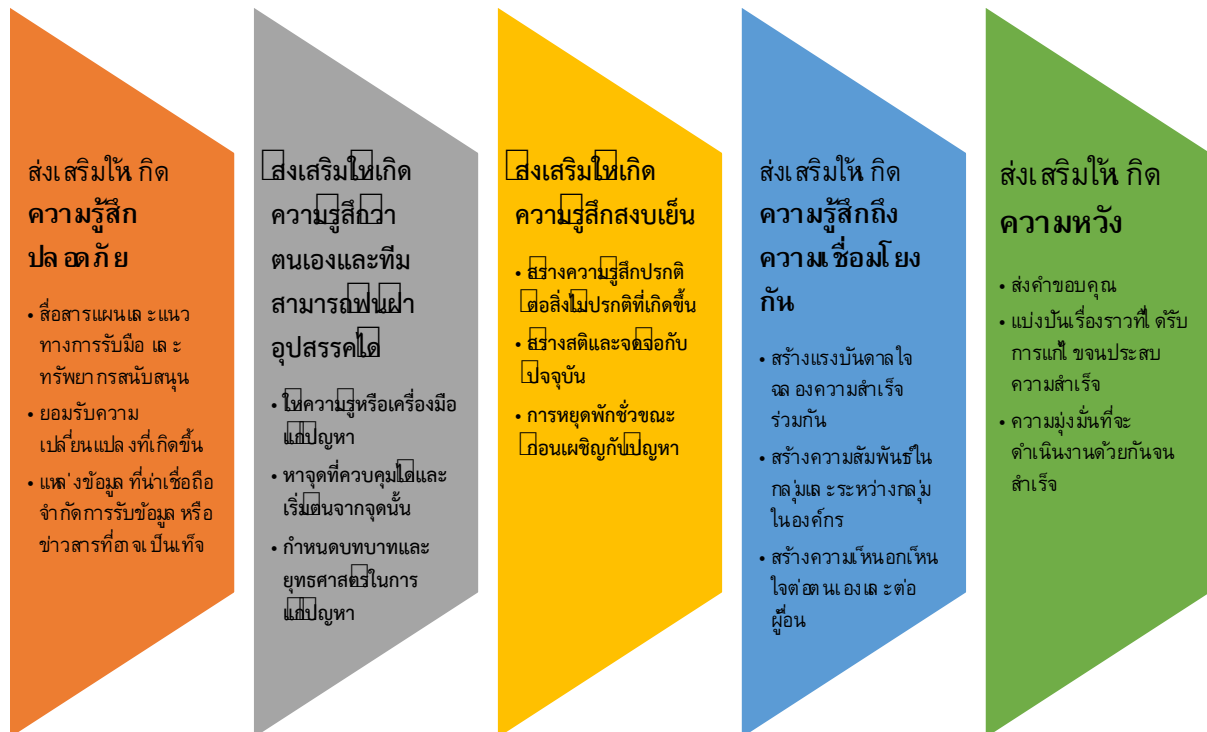 ส่งเสริมให้เกิด
ความรู้สึก
ปลอดภัย
• สื่อสารแผนและแนว
ทางการรับมือ และ
ทรัพยากรสนับสนุน
• ยอมรับความ
เปลี่ยนแปลงที่เกิดขึ้น
• แหล่งข้อมูลที่น่าเชื่อถือ
จำกัดการรับข้อมูลหรือ
ข่าวสารที่อาจเป็นเท็จ
ส่งเสริมให้เกิด
ความรู้สึกว่า
ตนเองและทีม
สามารถฟันฝ่า
อุปสรรคได้
• ให้ความรู้หรือเครื่องมือ
แก้ปัญหา
• หาจุดที่ควบคุมได้และ
เริ่มต้นจากจุดนั้น
• กำหนดบทบาทและ
ยุทธศาสตร์ในการ
แก้ปัญหา
ส่งเสริมให้เกิด
ความรู้สึกสงบเย็น
• สร้างความรู้สึกปรกติ
ต่อสิ่งไม่ปรกติที่เกิดขึ้น
• สร้างสติและจดจ่อกับ
ปัจจุบัน
• การหยุดพักชั่วขณะ
ก่อนเผชิญกับปัญหา
ส่งเสริมให้เกิด
ความรู้สึกถึง
ความเชื่อมโยง
กัน
• สร้างแรงบันดาลใจ
ฉลองความสำเร็จ
ร่วมกัน
• สร้างความสัมพันธ์ใน
กลุ่มและระหว่างกลุ่ม
ในองค์กร
• สร้างความเห็นอกเห็น
ใจต่อตนเองและต่อ
ผู้อื่น
ส่งเสริมให้เกิด
ความหวัง
• ส่งคำขอบคุณ
• แบ่งปันเรื่องราวที่ได้รับ
การแก้ไขจนประสบ
ความสำเร็จ
• ความมุ่งมั่นที่จะ
ดำเนินงานด้วยกันจน
สำเร็จ